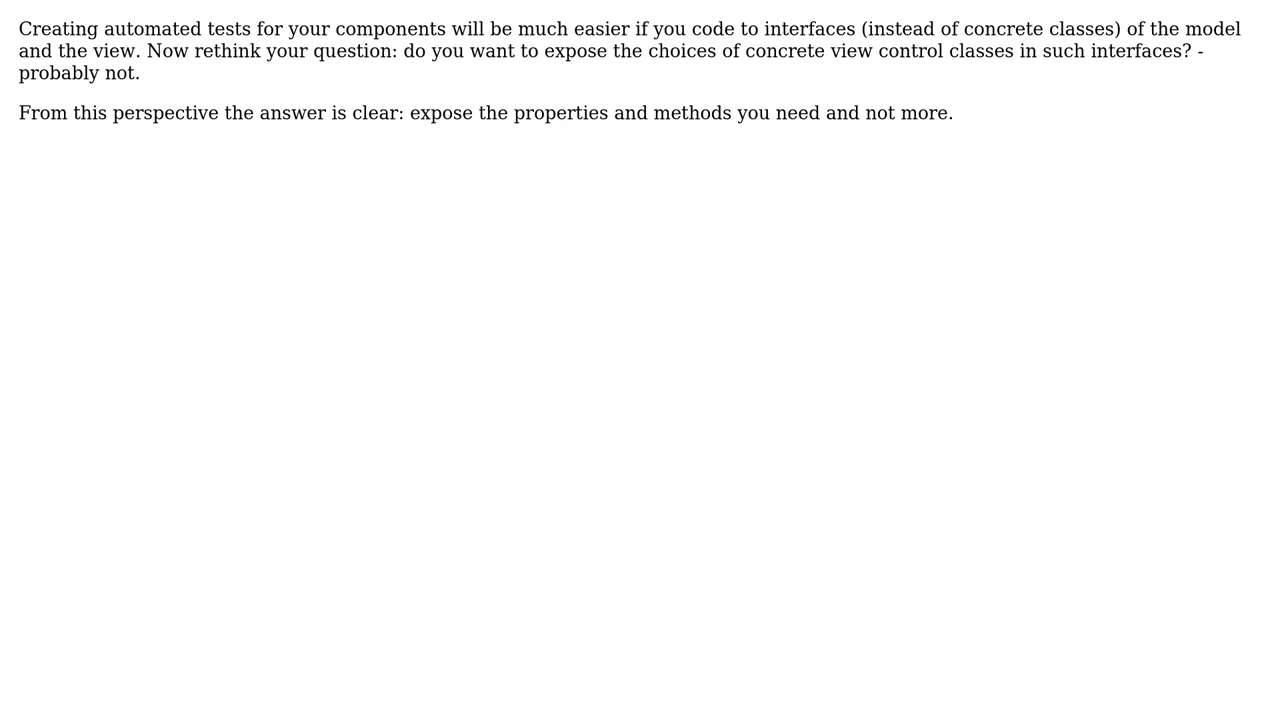 Creating automated tests for your components will be much easier if you code to interfaces (instead of concrete classes) of the model
and the view. Now rethink your question: do you want to expose the choices of concrete view control classes in such interfaces? -
probably not.
From this perspective the answer is clear: expose the properties and methods you need and not more.